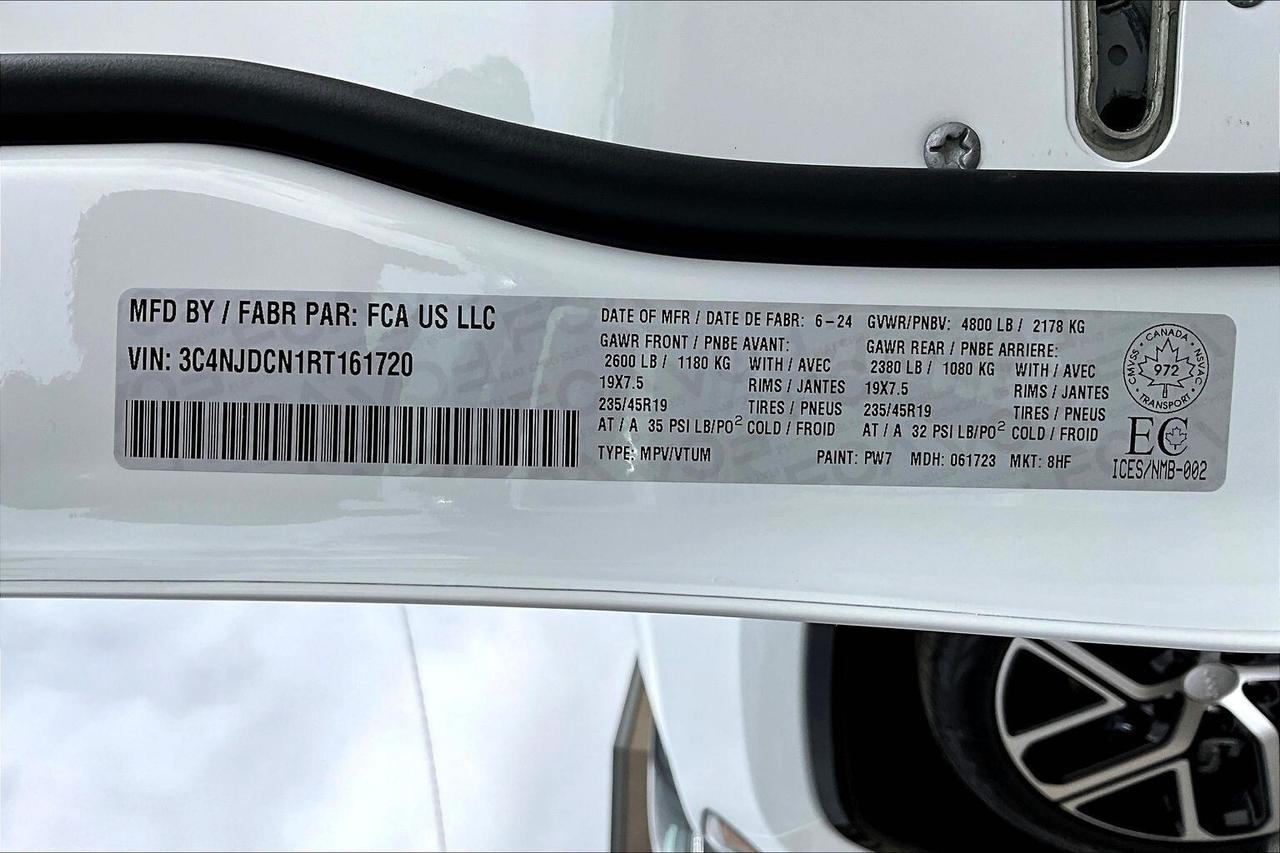 MFD BY / FABR PAR: FCA US LLC
VIN: 3C4NJDCN1RT161720
DATE OF MFR / DATE DE FABR: 6-24 GVWR/PNBV: 4800 LB / 2178 KG
GAWR FRONT / PNBE AVANT: GAWR REAR / PNBE ARRIERE:
2600 LB / 1180 KG WITH / AVEC 2380 LB / 1080 KG WITH / AVEC
19X7.5 RIMS / JANTES 19X7.5 RIMS / JANTES
235/45R19 TIRES / PNEUS 235/45R19 TIRES / PNEUS
AT / A 35 PSI LB/PO² COLD / FROID AT / A 32 PSI LB/PO² COLD / FROID
TYPE: MPV/VTUM PAINT: PW7 MDH: 061723 MKT: 8HF
CMVSS · CANADA · NSVAC
972
TRANSPORT
EC
ICES/NMB-002